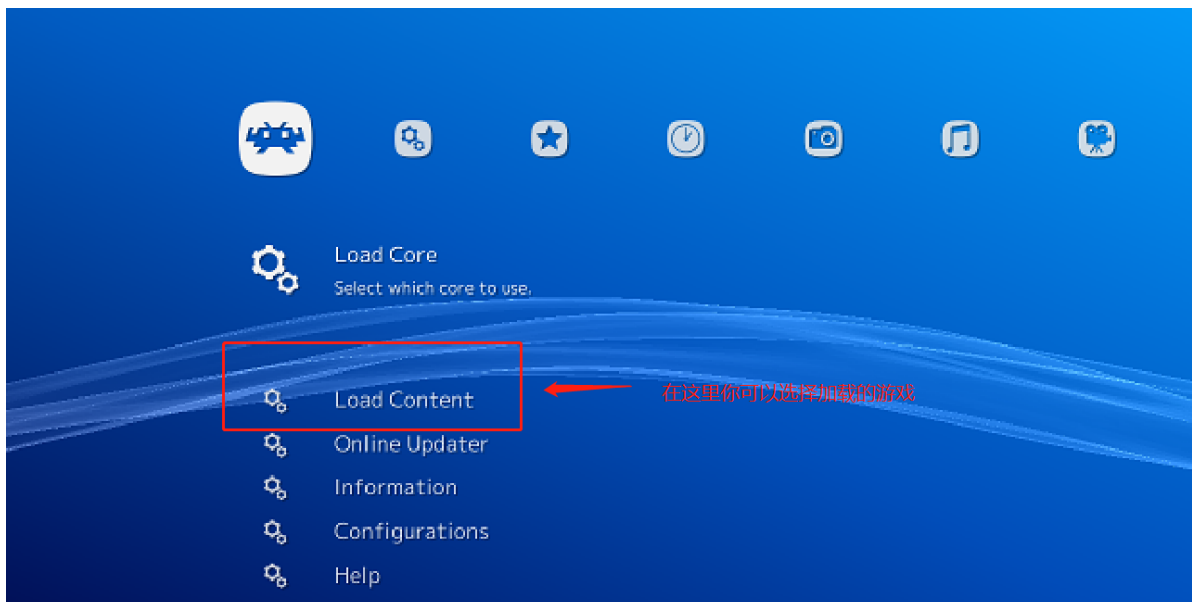 Load Core
Select which core to use.
Load Content
在这里你可以选择加载的游戏
Online Updater
Information
Configurations
Help